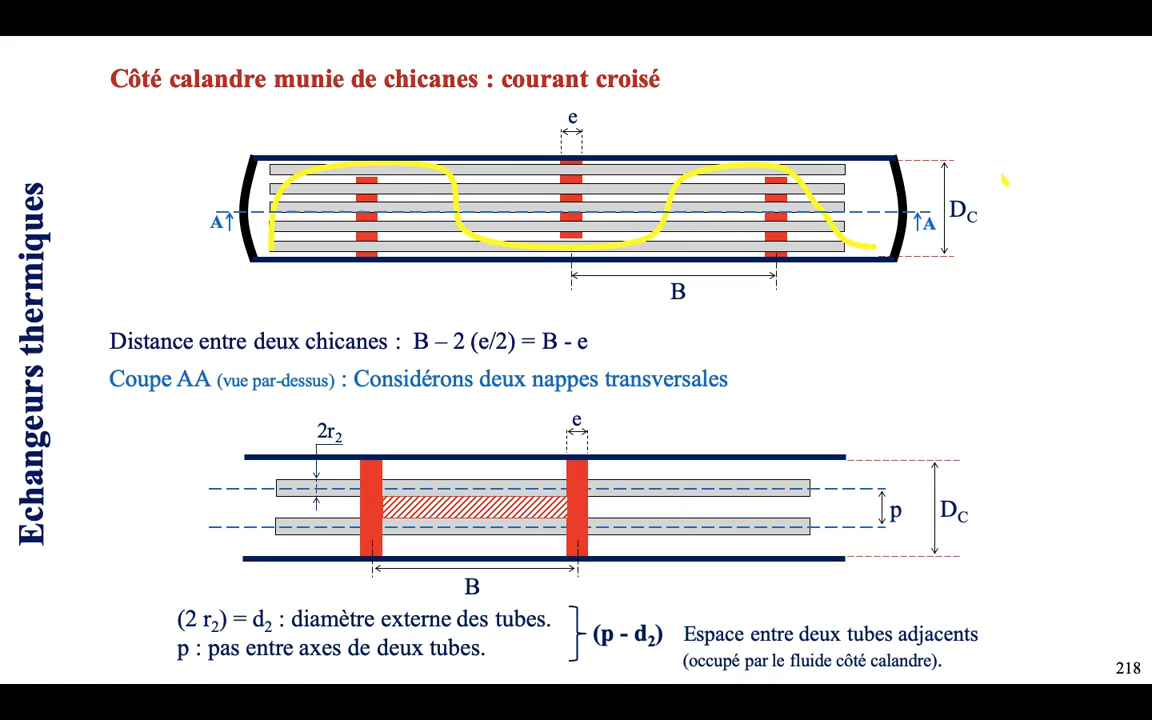 Côté calandre munie de chicanes : courant croisé
e
A
A
D_C
B
Echangeurs thermiques
Distance entre deux chicanes : B – 2 (e/2) = B - e
Coupe AA (vue par-dessus) : Considérons deux nappes transversales
e
2r₂
p
D_C
B
(2 r₂) = d₂ : diamètre externe des tubes.
p : pas entre axes de deux tubes.
(p - d₂)
Espace entre deux tubes adjacents
(occupé par le fluide côté calandre).
218